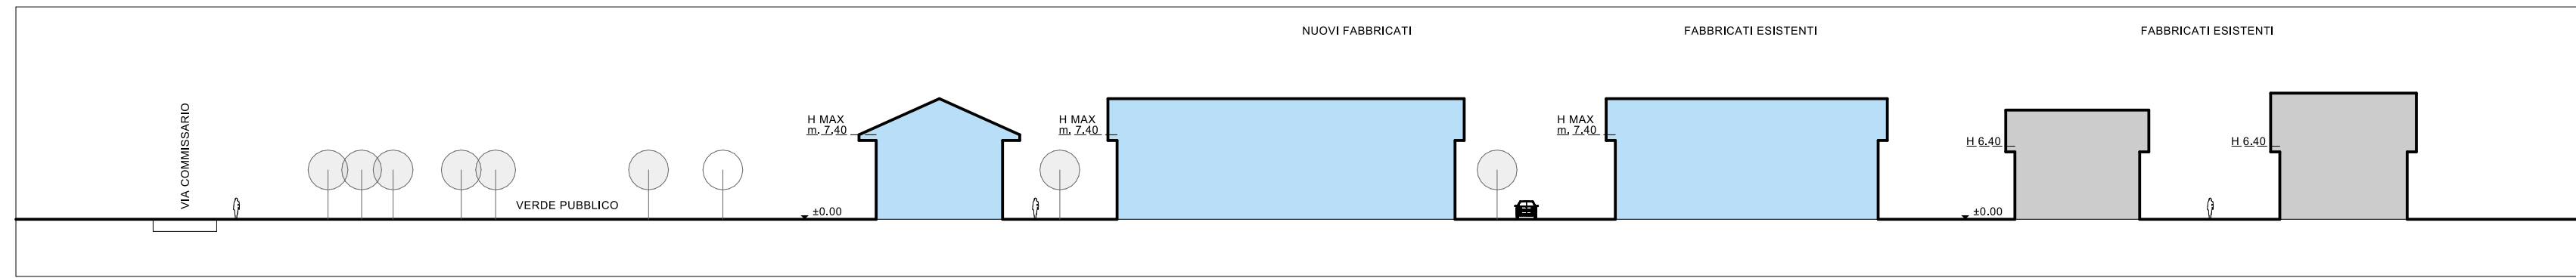 NUOVI FABBRICATI
FABBRICATI ESISTENTI
FABBRICATI ESISTENTI
VIA COMMISSARIO
VERDE PUBBLICO
±0.00
H MAX
m. 7.40
H MAX
m. 7.40
H MAX
m. 7.40
±0.00
H 6.40
H 6.40